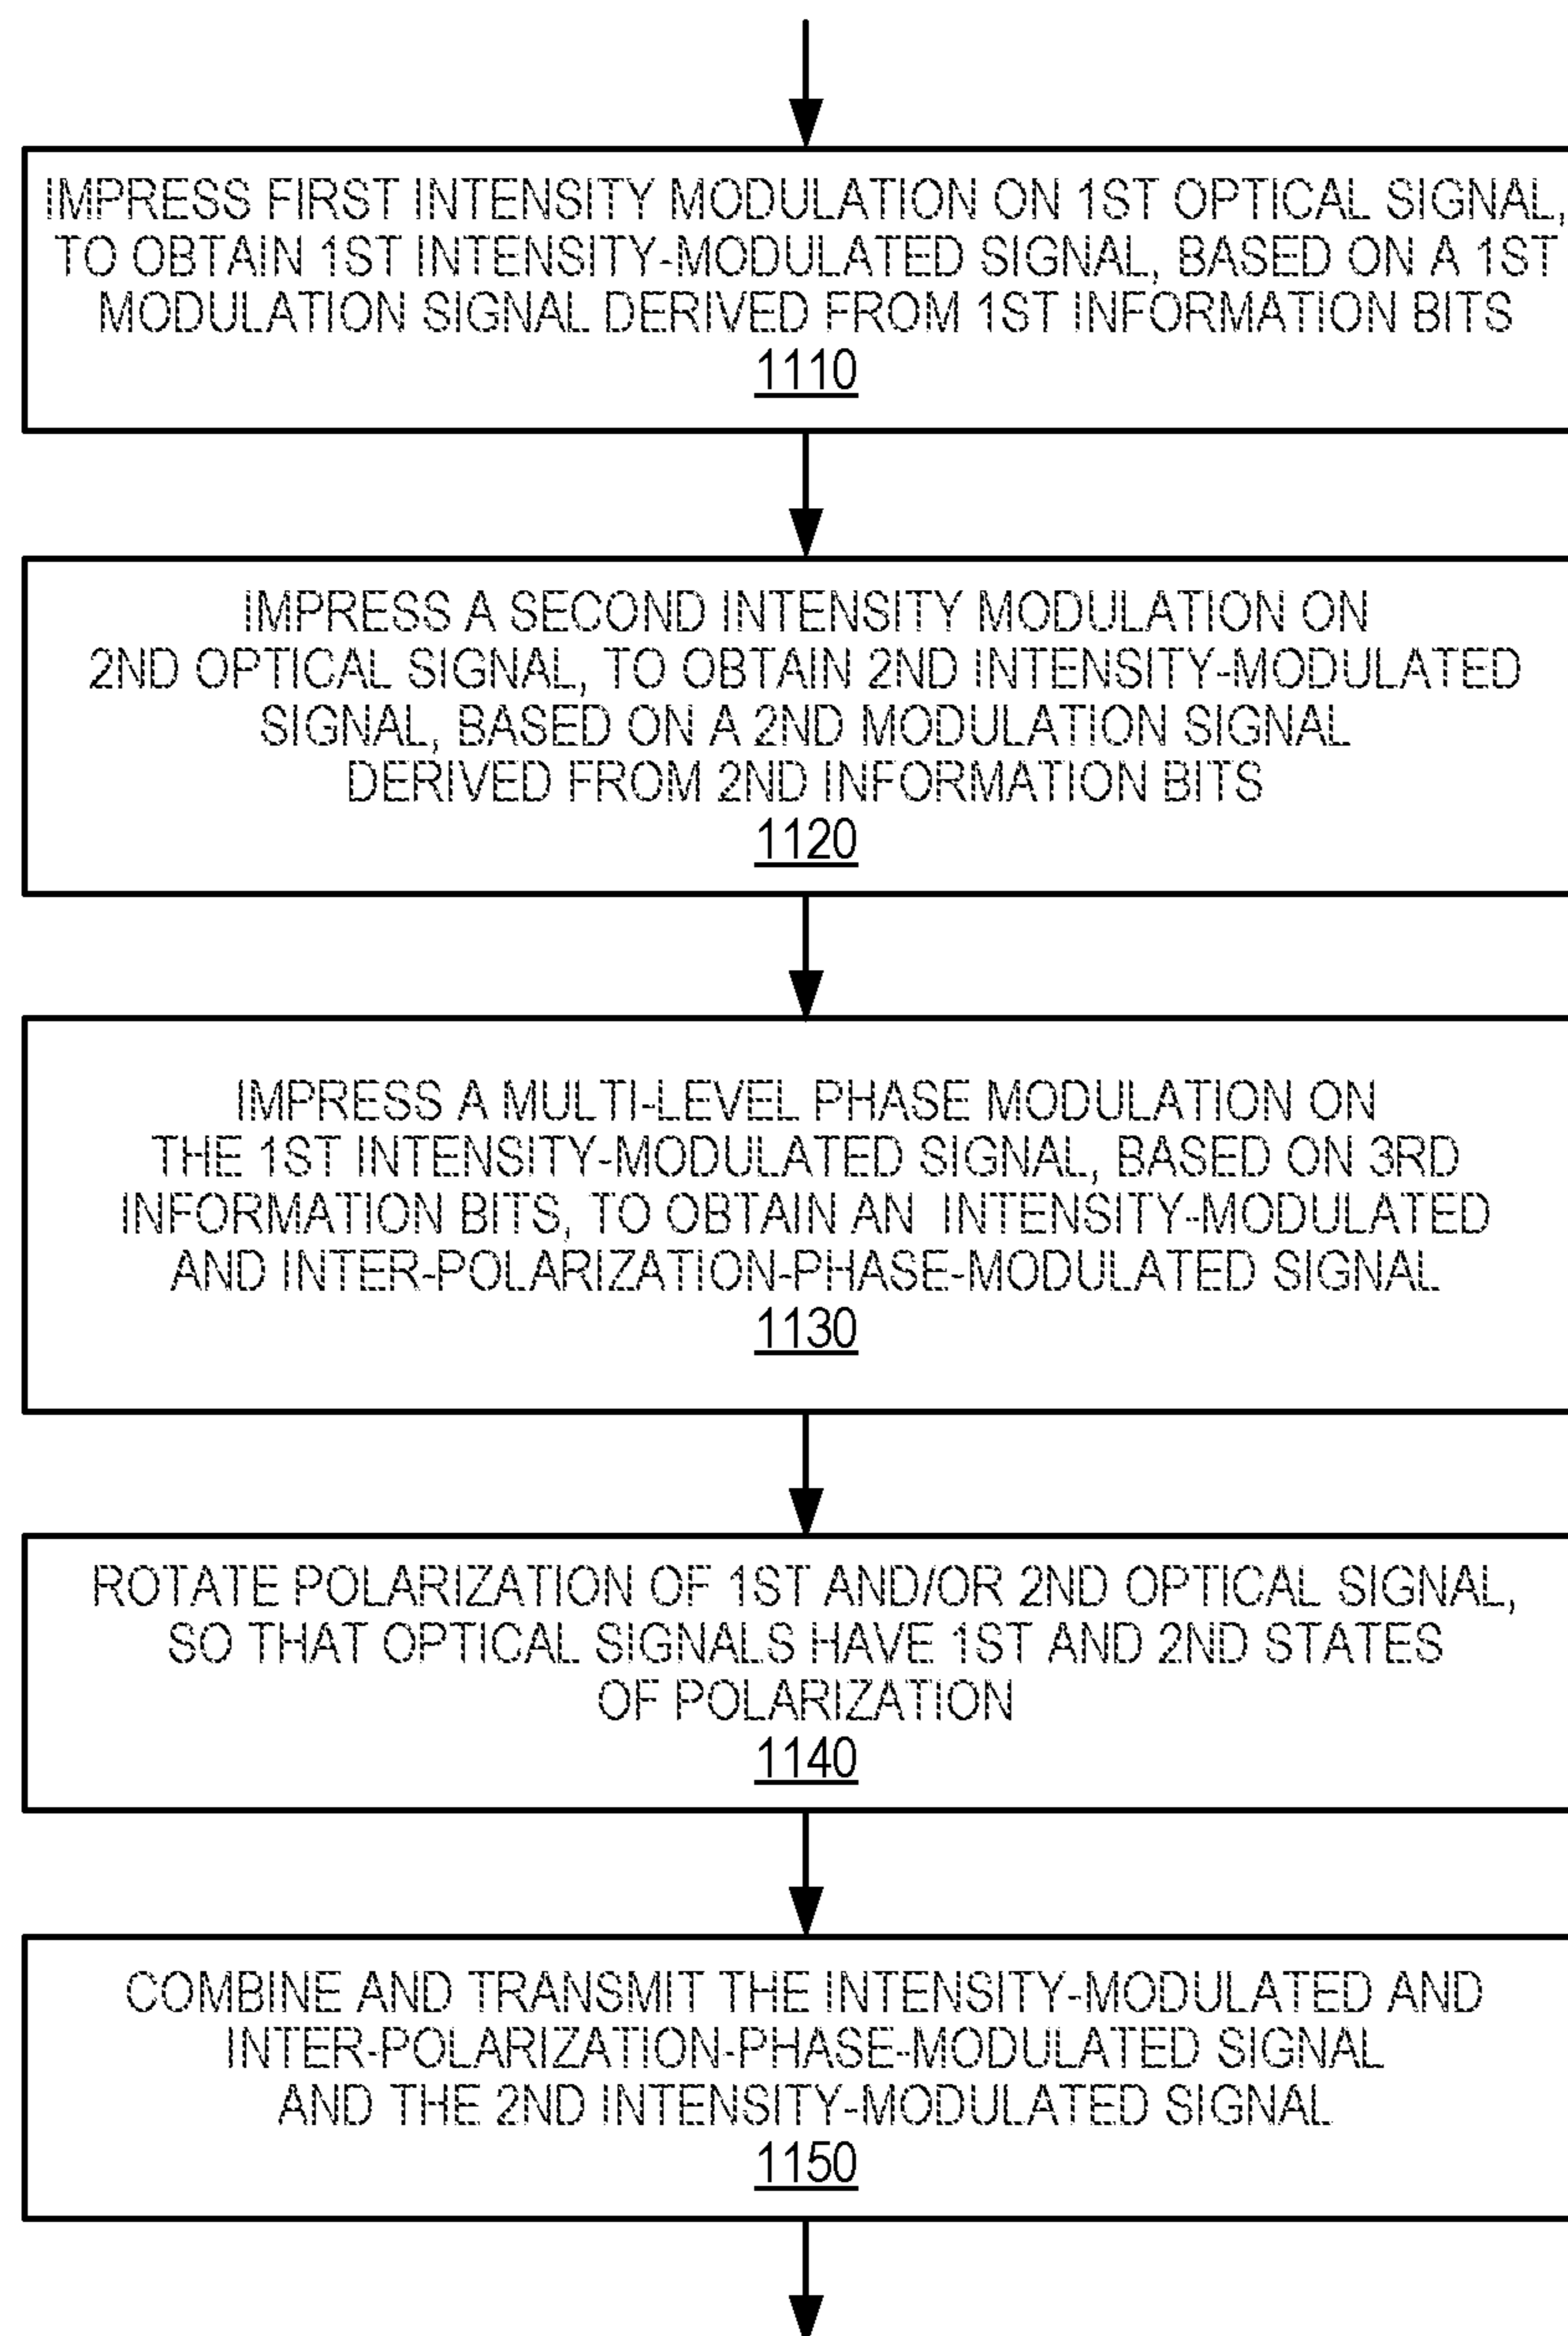 IMPRESS FIRST INTENSITY MODULATION ON 1ST OPTICAL SIGNAL,
TO OBTAIN 1ST INTENSITY-MODULATED SIGNAL, BASED ON A 1ST
MODULATION SIGNAL DERIVED FROM 1ST INFORMATION BITS
1110
IMPRESS A SECOND INTENSITY MODULATION ON
2ND OPTICAL SIGNAL, TO OBTAIN 2ND INTENSITY-MODULATED
SIGNAL, BASED ON A 2ND MODULATION SIGNAL
DERIVED FROM 2ND INFORMATION BITS
1120
IMPRESS A MULTI-LEVEL PHASE MODULATION ON
THE 1ST INTENSITY-MODULATED SIGNAL, BASED ON 3RD
INFORMATION BITS, TO OBTAIN AN INTENSITY-MODULATED
AND INTER-POLARIZATION-PHASE-MODULATED SIGNAL
1130
ROTATE POLARIZATION OF 1ST AND/OR 2ND OPTICAL SIGNAL,
SO THAT OPTICAL SIGNALS HAVE 1ST AND 2ND STATES
OF POLARIZATION
1140
COMBINE AND TRANSMIT THE INTENSITY-MODULATED AND
INTER-POLARIZATION-PHASE-MODULATED SIGNAL
AND THE 2ND INTENSITY-MODULATED SIGNAL
1150